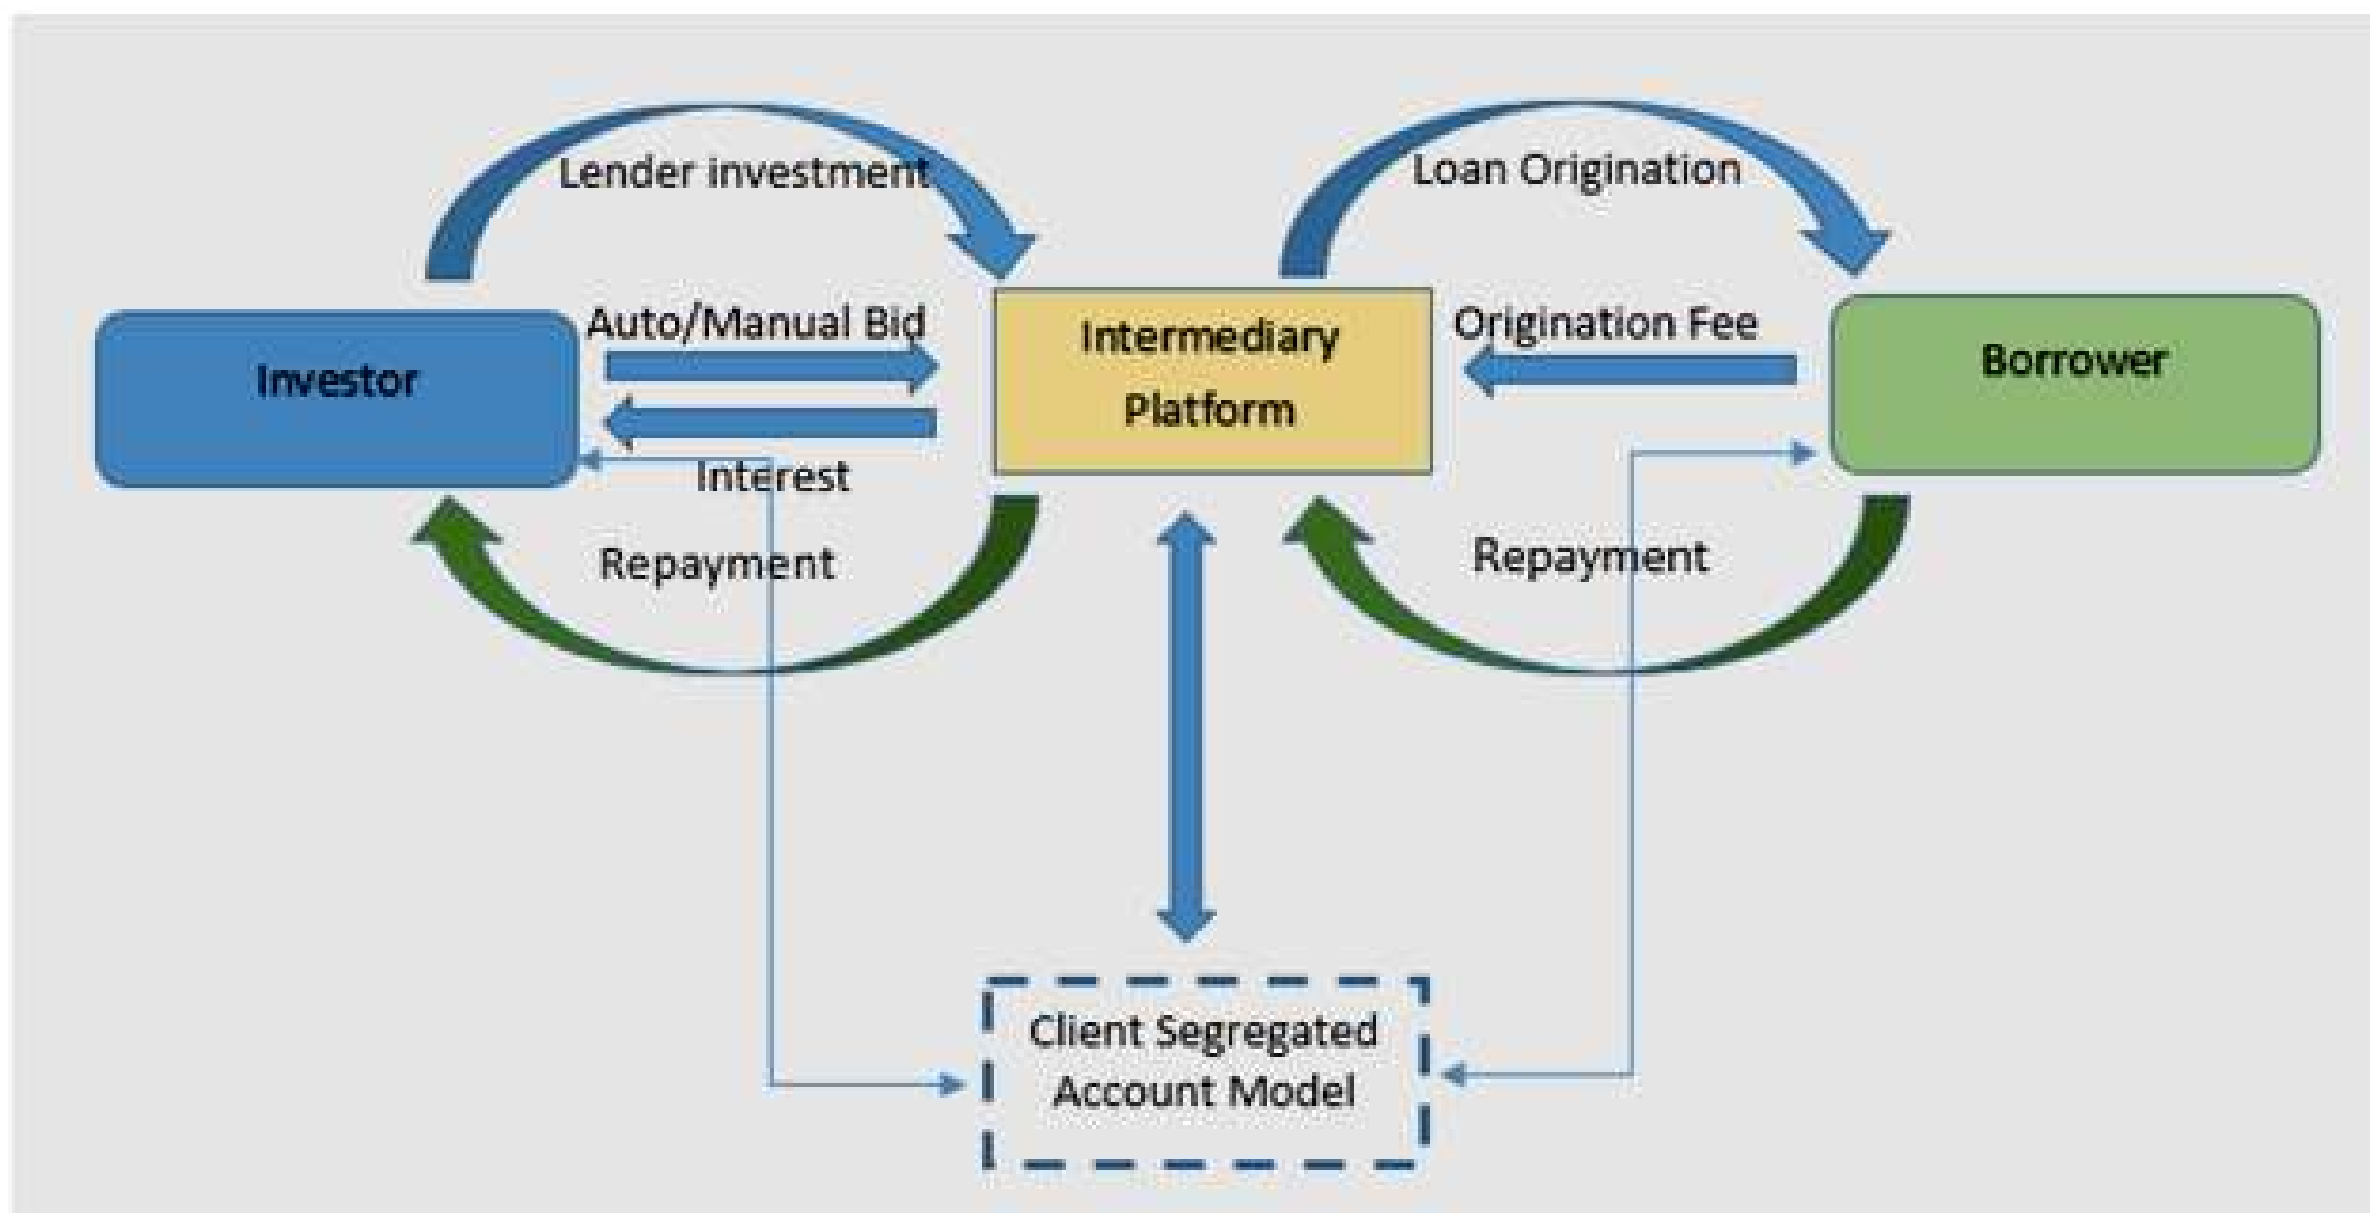 Lender investment
Loan Origination
Auto/Manual Bid
Origination Fee
Investor
Intermediary
Platform
Borrower
Interest
Repayment
Repayment
Client Segregated
Account Model